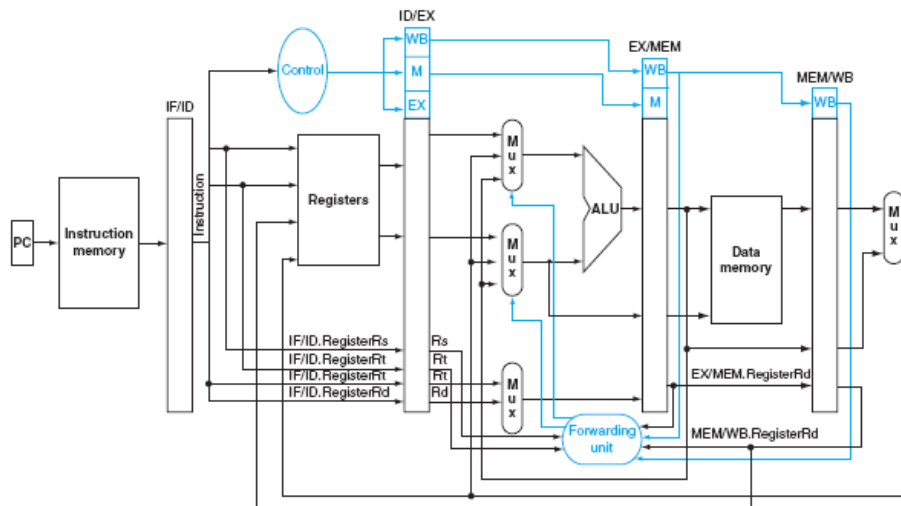 ID/EX
WB
EX/MEM
Control
M
WB
MEM/WB
IF/ID
EX
M
WB
Mux
Instruction
Registers
ALU
Mux
PC
Instruction
memory
Mux
Data
memory
IF/ID.RegisterRs
Rs
IF/ID.RegisterRt
Rt
IF/ID.RegisterRt
Rt
IF/ID.RegisterRd
Rd
Mux
EX/MEM.RegisterRd
Forwarding
unit
MEM/WB.RegisterRd